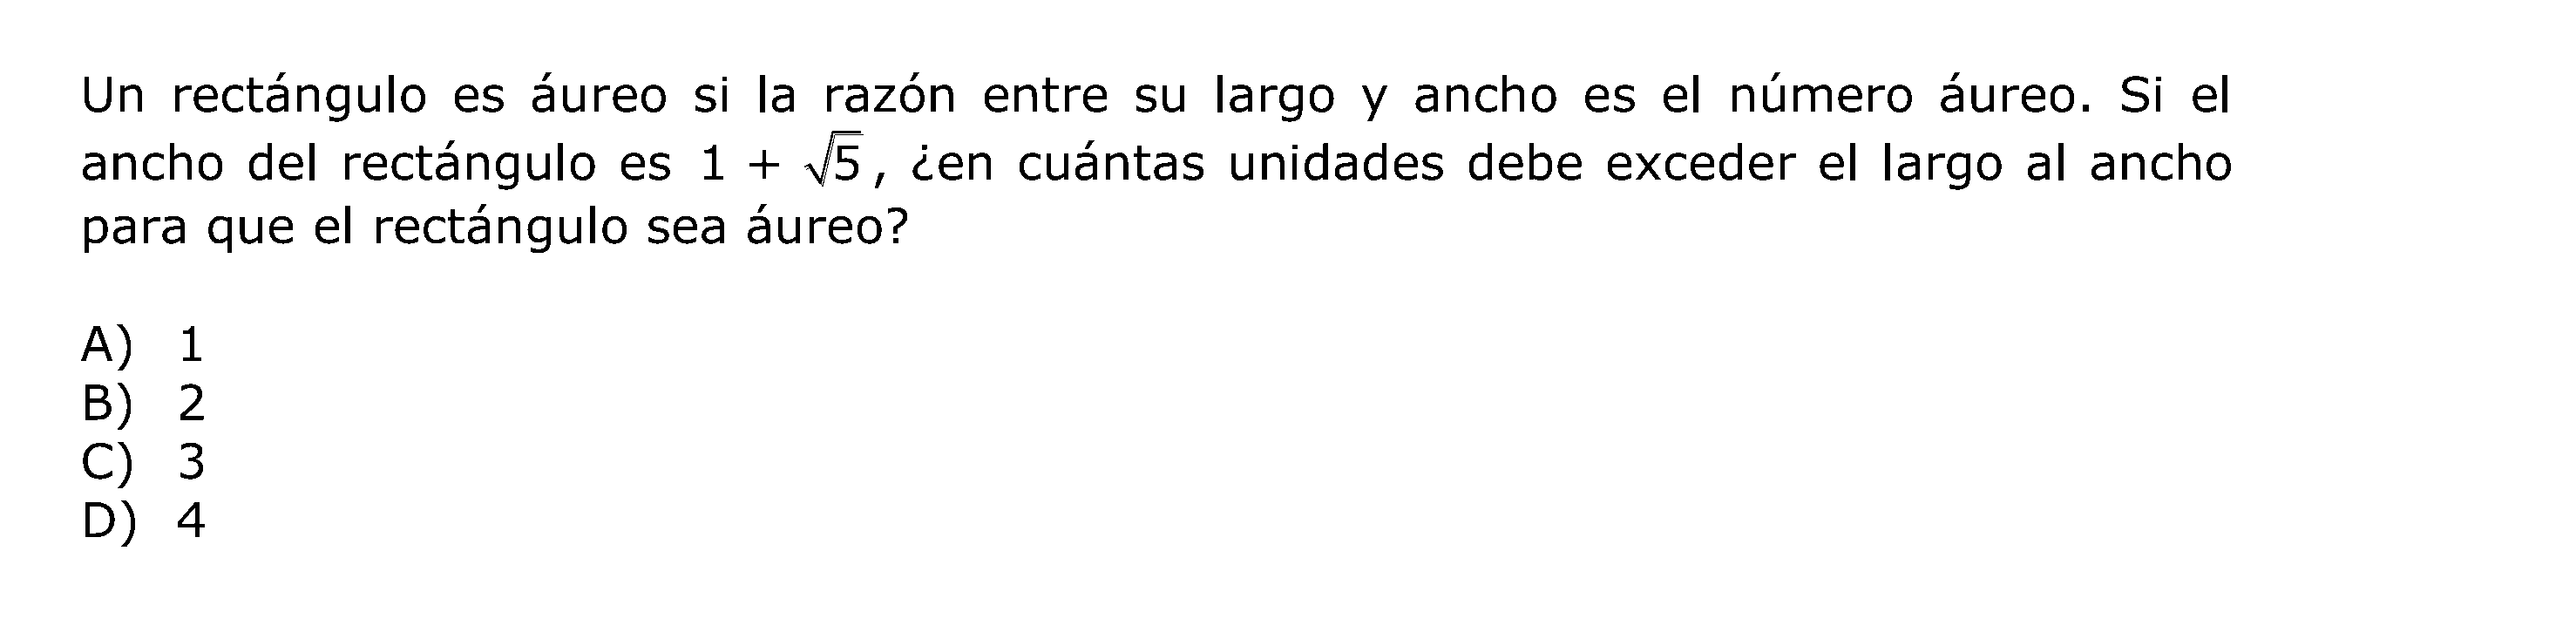 Un rectángulo es áureo si la razón entre su largo y ancho es el número áureo. Si el
ancho del rectángulo es 1 + √5, ¿en cuántas unidades debe exceder el largo al ancho
para que el rectángulo sea áureo?
A) 1
B) 2
C) 3
D) 4